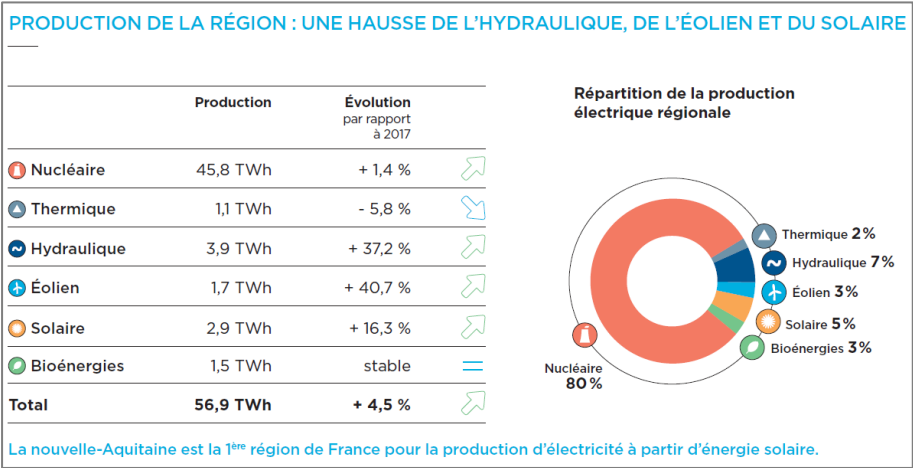 PRODUCTION DE LA RÉGION : UNE HAUSSE DE L'HYDRAULIQUE, DE L'ÉOLIEN ET DU SOLAIRE
Production Évolution
par rapport
à 2017
Nucléaire 45,8 TWh + 1,4 %
Thermique 1,1 TWh - 5,8 %
Hydraulique 3,9 TWh + 37,2 %
Éolien 1,7 TWh + 40,7 %
Solaire 2,9 TWh + 16,3 %
Bioénergies 1,5 TWh stable
Total 56,9 TWh + 4,5 %
Répartition de la production
électrique régionale
Thermique 2%
Hydraulique 7%
Éolien 3%
Solaire 5%
Bioénergies 3%
Nucléaire
80%
La nouvelle-Aquitaine est la 1ère région de France pour la production d'électricité à partir d'énergie solaire.